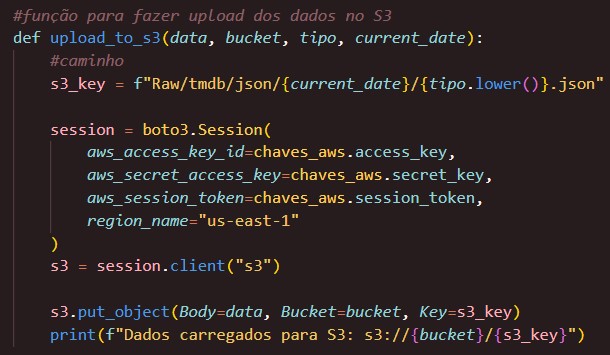 #função para fazer upload dos dados no S3
def upload_to_s3(data, bucket, tipo, current_date):
    #caminho
    s3_key = f"Raw/tmdb/json/{current_date}/{tipo.lower()}.json"

    session = boto3.Session(
        aws_access_key_id=chaves_aws.access_key,
        aws_secret_access_key=chaves_aws.secret_key,
        aws_session_token=chaves_aws.session_token,
        region_name="us-east-1"
    )
    s3 = session.client("s3")

    s3.put_object(Body=data, Bucket=bucket, Key=s3_key)
    print(f"Dados carregados para S3: s3://{bucket}/{s3_key}")